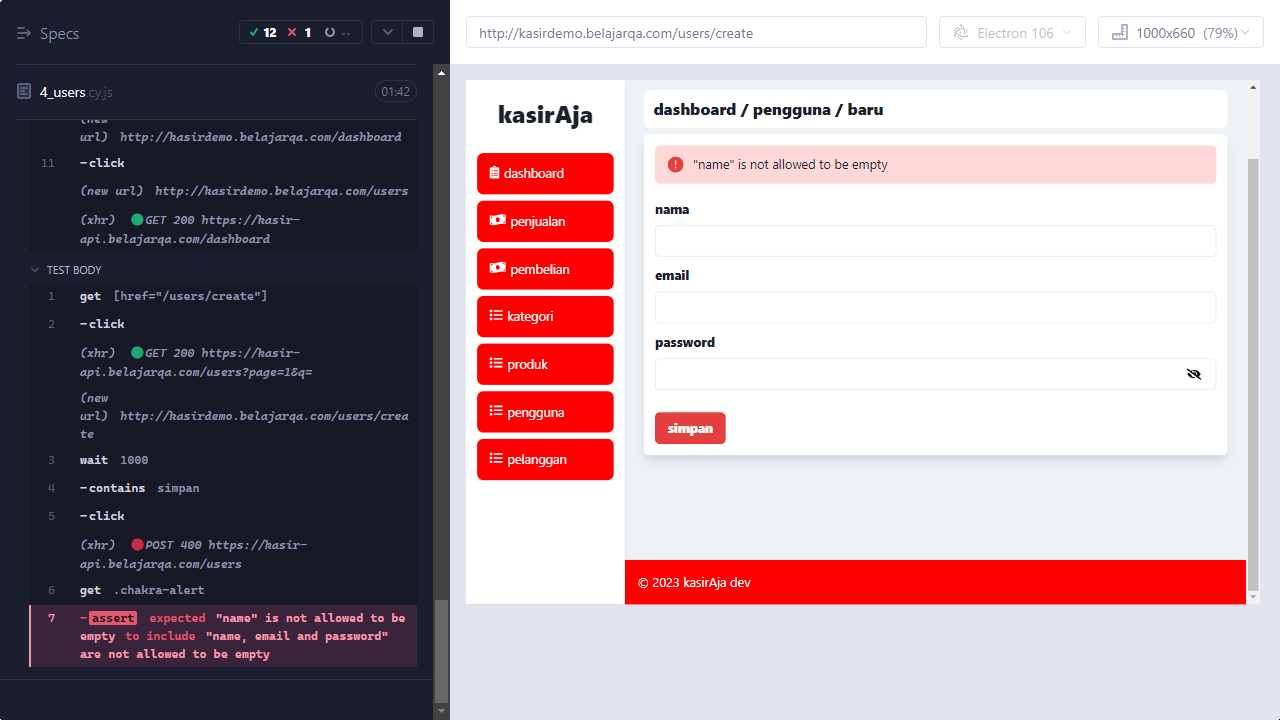 Specs
12
1
--
4_users.cy.js
01:42
(new
url) http://kasirdemo.belajarqa.com/dashboard
11 -click
(new url) http://kasirdemo.belajarqa.com/users
(xhr) GET 200 https://kasir-
api.belajarqa.com/dashboard
TEST BODY
1 get [href="/users/create"]
2 -click
(xhr) GET 200 https://kasir-
api.belajarqa.com/users?page=1&q=
(new
url) http://kasirdemo.belajarqa.com/users/crea
te
3 wait 1000
4 -contains simpan
5 -click
(xhr) POST 400 https://kasir-
api.belajarqa.com/users
6 get .chakra-alert
7 -assert expected "name" is not allowed to be
empty to include "name, email and password"
are not allowed to be empty
http://kasirdemo.belajarqa.com/users/create
Electron 106
1000x660 (79%)
kasirAja
dashboard
penjualan
pembelian
kategori
produk
pengguna
pelanggan
dashboard / pengguna / baru
"name" is not allowed to be empty
nama
email
password
simpan
© 2023 kasirAja dev